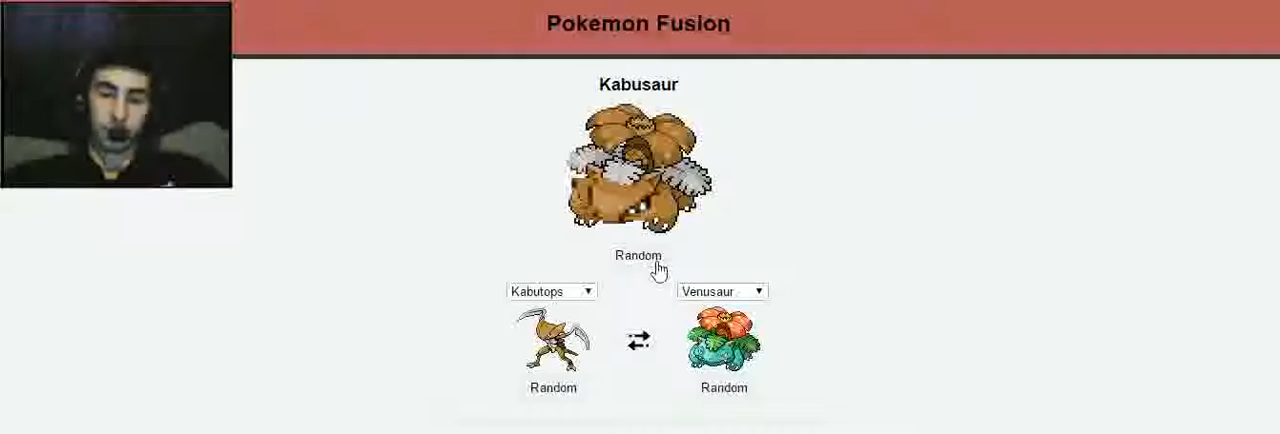 Pokemon Fusion
Kabusaur
Random
Kabutops
Venusaur
Random
Random